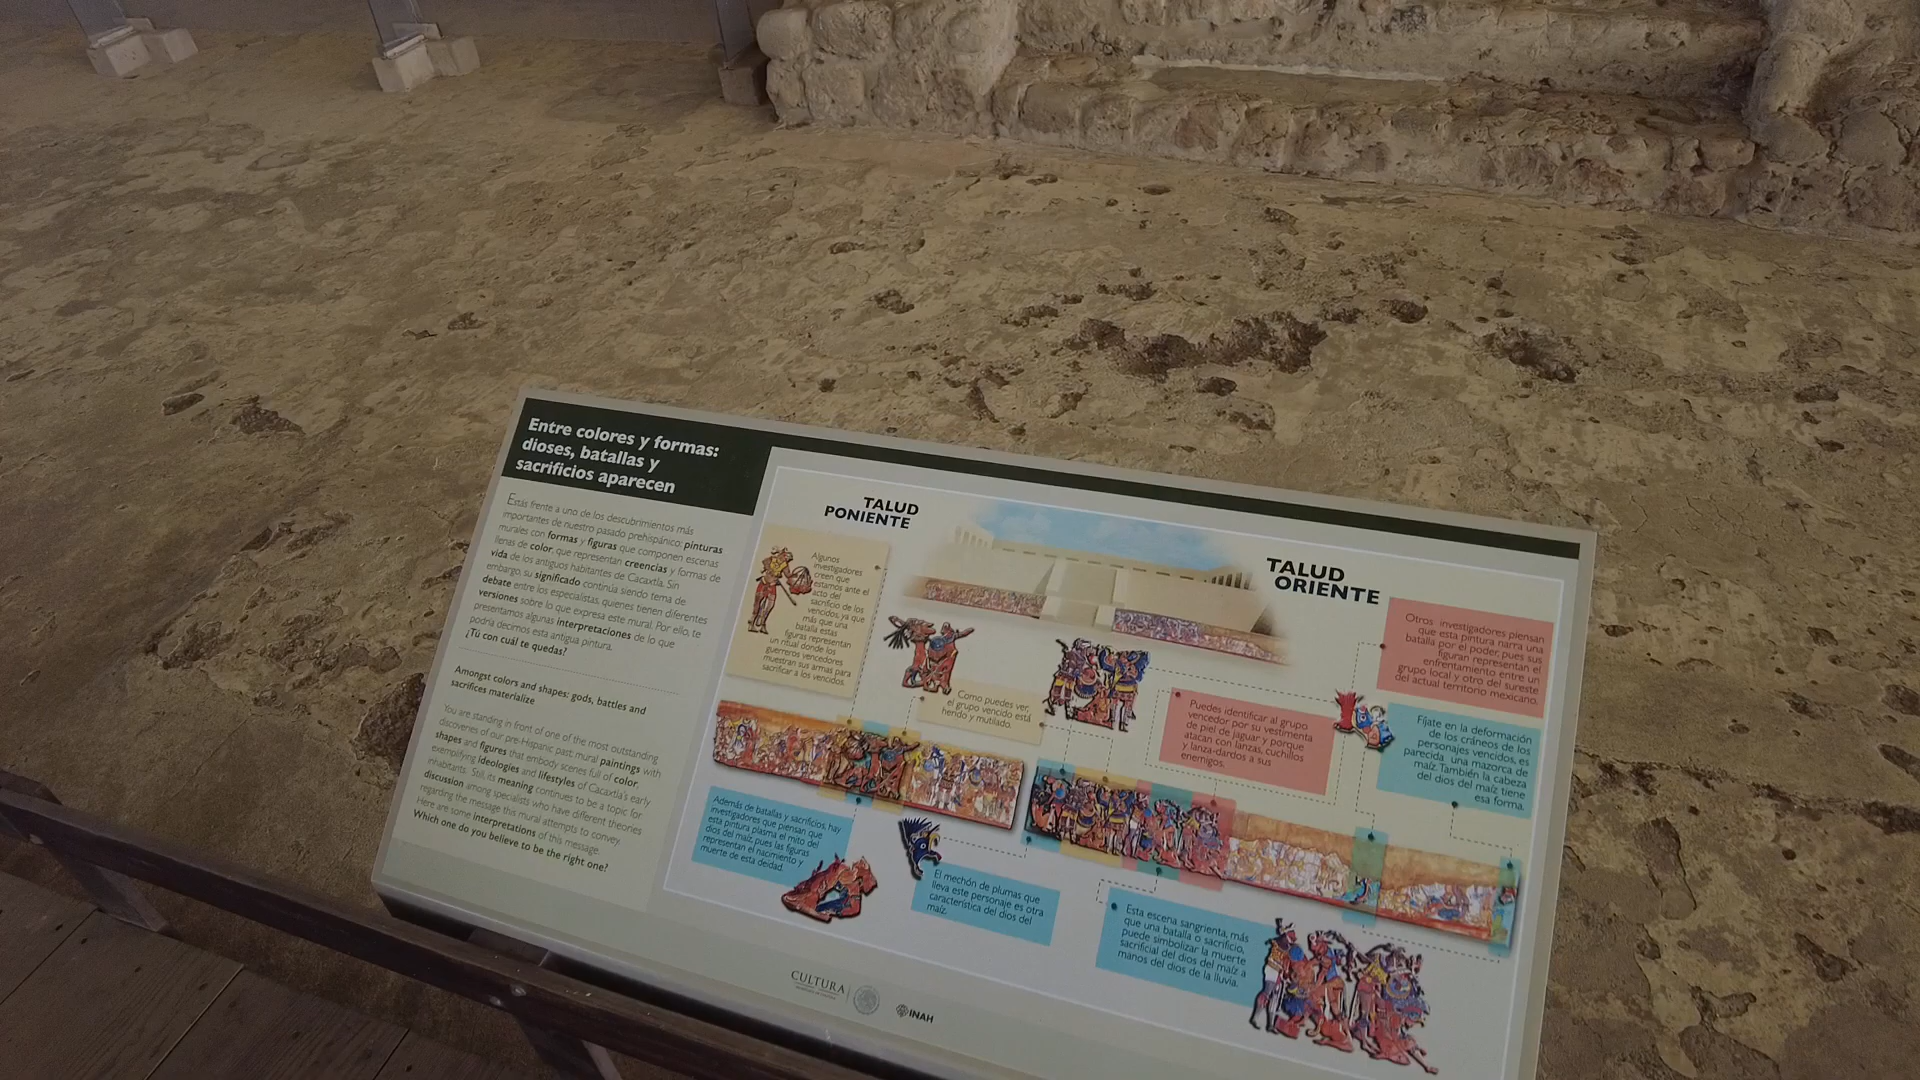 Entre colores y formas:
dioses, batallas y
sacrificios aparecen
Estás frente a uno de los descubrimientos más
importantes de nuestro pasado prehispánico: pinturas
murales con formas y figuras que componen escenas
llenas de color, que representan creencias y formas de
vida de los antiguos habitantes de Cacaxtla. Sin
embargo, su significado continúa siendo tema de
debate entre los especialistas, quienes tienen diferentes
versiones sobre lo que expresa este mural. Por ello, te
presentamos algunas interpretaciones de lo que
podría decirnos esta antigua pintura.
¿Tú con cuál te quedas?
Amongst colors and shapes: gods, battles and
sacrifices materialize
You are standing in front of one of the most outstanding
discoveries of our pre-Hispanic past: mural paintings with
shapes and figures that embody scenes full of color
exemplifying ideologies and lifestyles of Cacaxtla's early
inhabitants. Still, its meaning continues to be a topic for
discussion among specialists who have different theories
regarding the message this mural attempts to convey.
Here are some interpretations of this message.
Which one do you believe to be the right one?
TALUD
PONIENTE
Algunos
investigadores
creen que
estamos ante el
acto del
sacrificio de los
vencidos, ya que
más que una
batalla estas
figuras representan
un ritual donde los
guerreros vencedores
muestran sus armas para
sacrificar a los vencidos.
Como puedes ver,
el grupo vencido está
herido y mutilado.
TALUD
ORIENTE
Otros investigadores piensan
que esta pintura narra una
batalla por el poder, pues sus
figuran representan el
enfrentamiento entre un
grupo local y otro del sureste
del actual territorio mexicano.
Puedes identificar al grupo
vencedor por su vestimenta
de piel de jaguar y porque
atacan con lanzas, cuchillos
y lanza-dardos a sus
enemigos.
Fíjate en la deformación
de los cráneos de los
personajes vencidos, es
parecida a una mazorca de
maíz. También la cabeza
del dios del maíz tiene
esa forma.
Además de batallas y sacrificios, hay
investigadores que piensan que
esta pintura plasma el mito del
dios del maíz, pues las figuras
representan el nacimiento y
muerte de esta deidad.
El mechón de plumas que
lleva este personaje es otra
característica del dios del
maíz.
Esta escena sangrienta, más
que una batalla o sacrificio,
puede simbolizar la muerte
sacrificial del dios del maíz a
manos del dios de la lluvia.
CULTURA
INAH